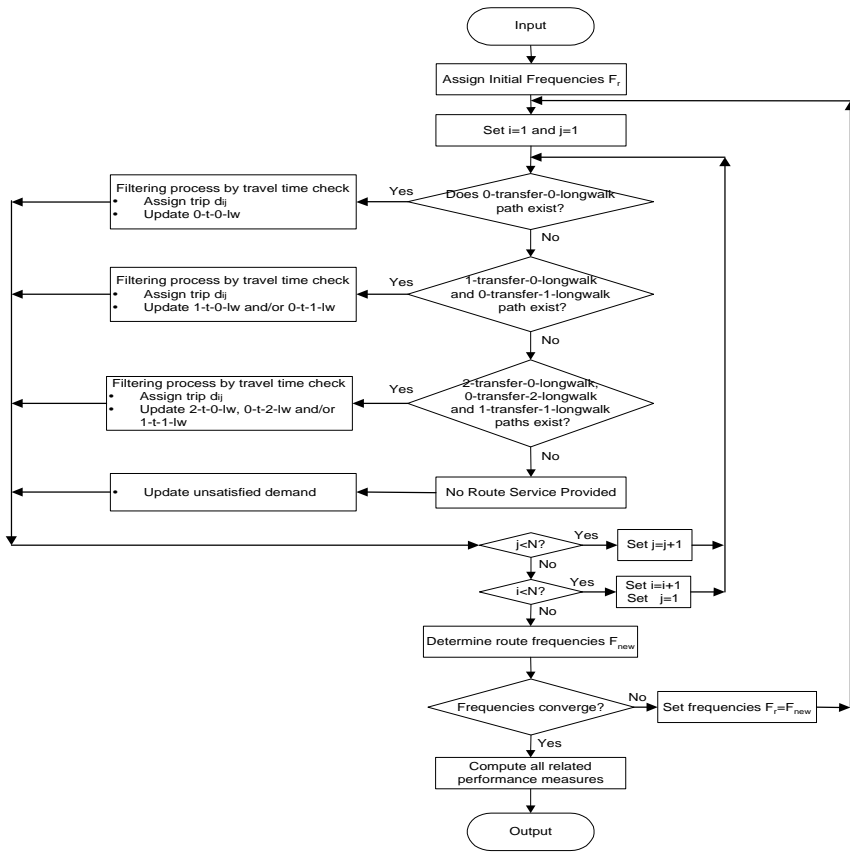 Input
Assign Initial Frequencies Fr
Set i=1 and j=1
Does 0-transfer-0-longwalk
path exist?
Yes
Filtering process by travel time check
• Assign trip dij
• Update 0-t-0-lw
No
1-transfer-0-longwalk
and 0-transfer-1-longwalk
path exist?
Yes
Filtering process by travel time check
• Assign trip dij
• Update 1-t-0-lw and/or 0-t-1-lw
No
2-transfer-0-longwalk,
0-transfer-2-longwalk
and 1-transfer-1-longwalk
paths exist?
Yes
Filtering process by travel time check
• Assign trip dij
• Update 2-t-0-lw, 0-t-2-lw and/or
1-t-1-lw
No
No Route Service Provided
• Update unsatisfied demand
j<N?
Yes
Set j=j+1
No
i<N?
Yes
Set i=i+1
Set j=1
No
Determine route frequencies Fnew
Frequencies converge?
No
Set frequencies Fr=Fnew
Yes
Compute all related
performance measures
Output